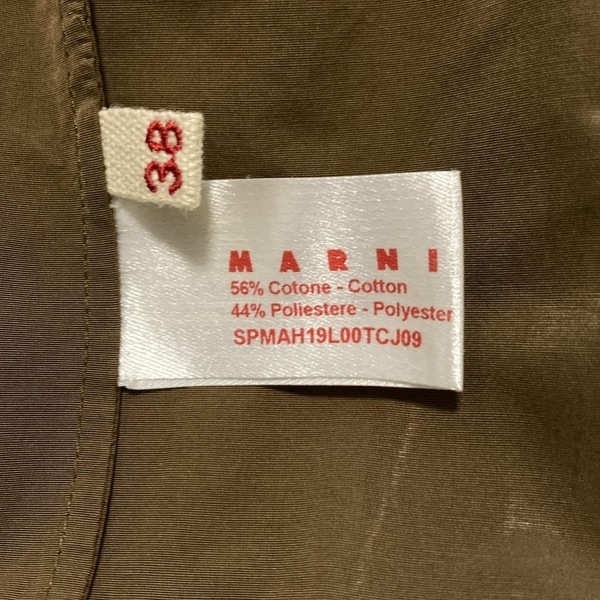 38
MARNI
56% Cotone - Cotton
44% Poliestere - Polyester
SPMAH19L00TCJ09